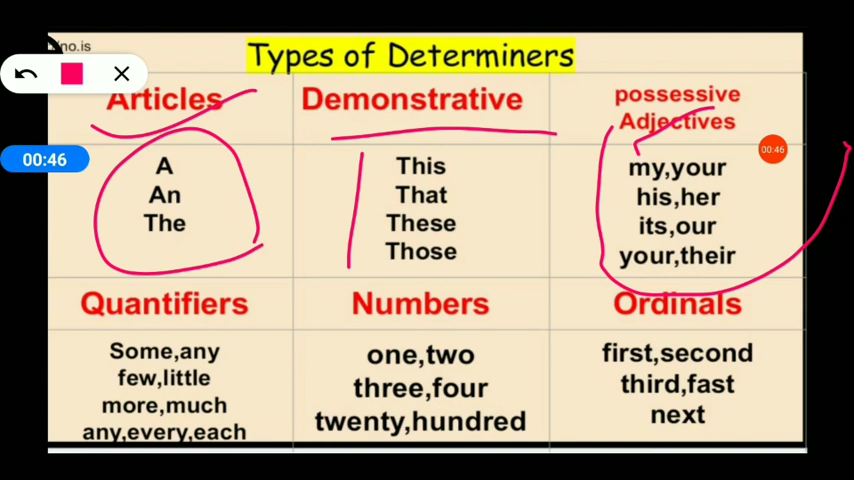 no.is
Types of Determiners
Articles
Demonstrative
possessive
Adjectives
00:46
00:46
A
An
The
This
That
These
Those
my,your
his,her
its,our
your,their
Quantifiers
Numbers
Ordinals
Some,any
few,little
more,much
any,every,each
one,two
three,four
twenty,hundred
first,second
third,fast
next